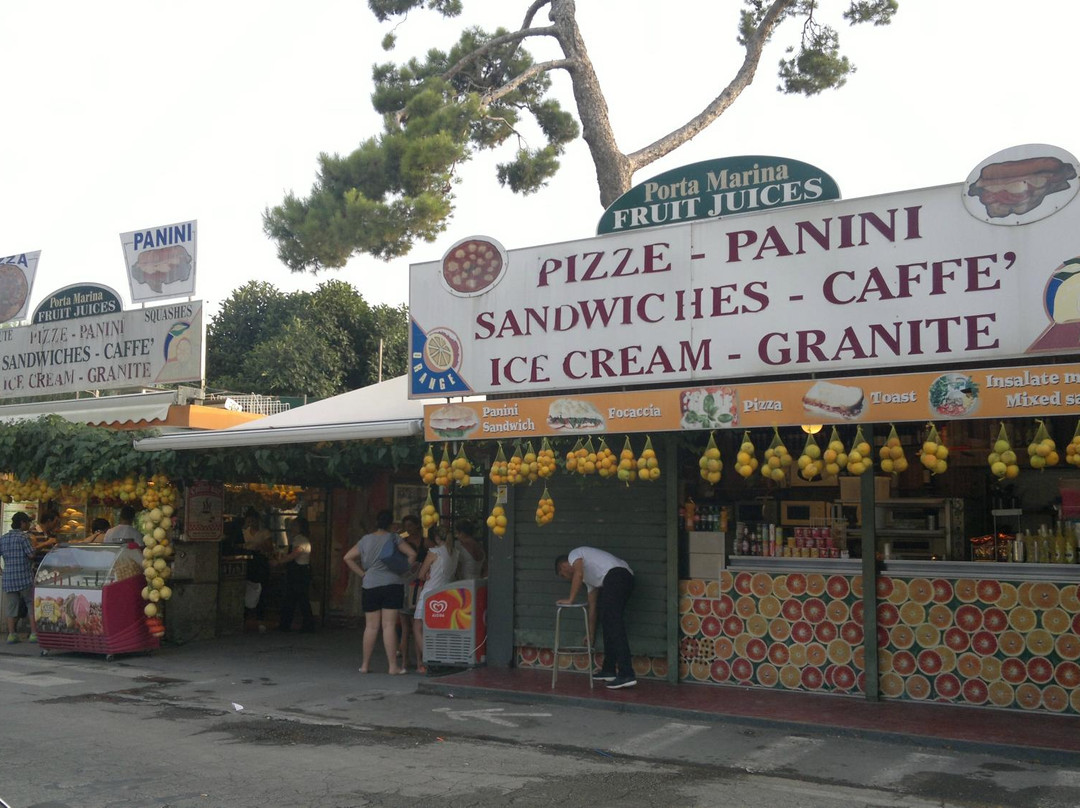 ZZA
PANINI
Porta Marina
FRUIT JUICES
SQUASHES
PIZZE - PANINI
SANDWICHES - CAFFE'
ICE CREAM - GRANITE
Porta Marina
FRUIT JUICES
PIZZE - PANINI
SANDWICHES - CAFFE'
ICE CREAM - GRANITE
ORANGE
Panini
Sandwich
Focaccia
Pizza
Toast
Insalate m
Mixed sa